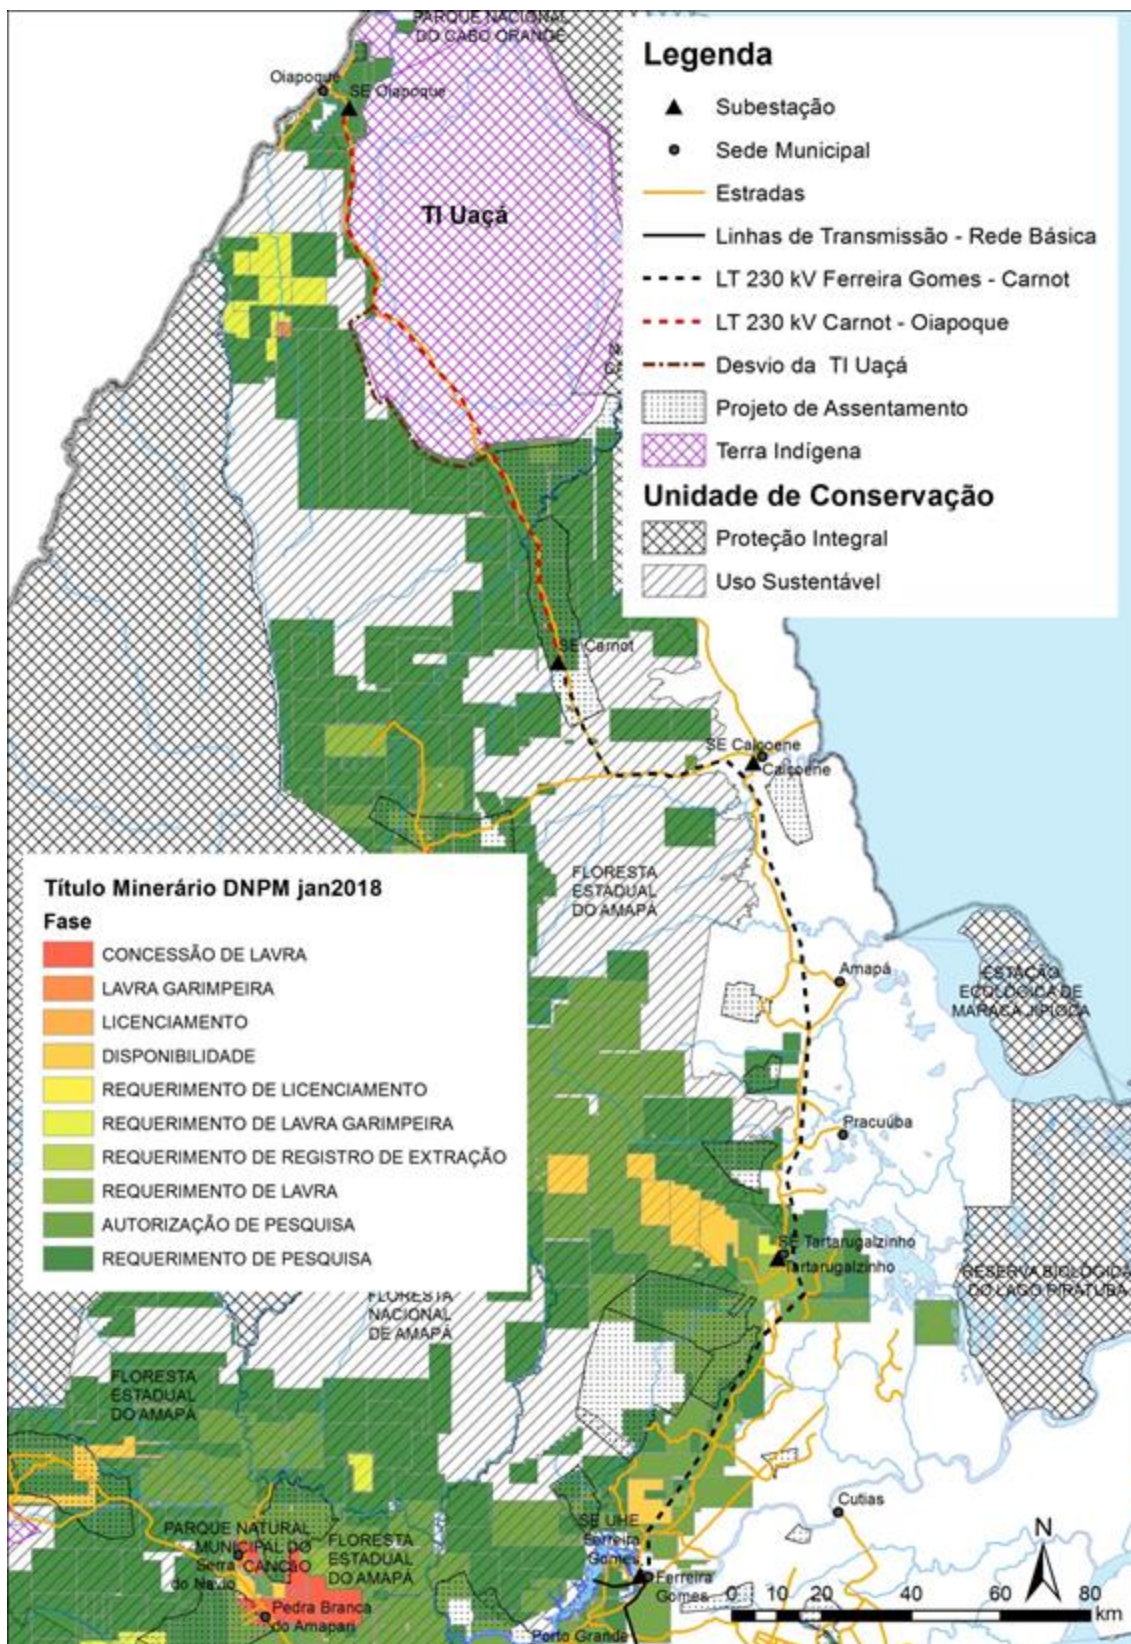 PARQUE NACIONAL
DO CABO ORANGE
Oiapoque
SE Oiapoque
TI Uaçá
Legenda
Subestação
Sede Municipal
Estradas
Linhas de Transmissão - Rede Básica
LT 230 kV Ferreira Gomes - Carnot
LT 230 kV Carnot - Oiapoque
Desvio da TI Uaçá
Projeto de Assentamento
Terra Indígena
Unidade de Conservação
Proteção Integral
Uso Sustentável
SE Carnot
SE Calçoene
Calçoene
FLORESTA
ESTADUAL
DO AMAPÁ
Título Minerário DNPM jan2018
Fase
CONCESSÃO DE LAVRA
LAVRA GARIMPEIRA
LICENCIAMENTO
DISPONIBILIDADE
REQUERIMENTO DE LICENCIAMENTO
REQUERIMENTO DE LAVRA GARIMPEIRA
REQUERIMENTO DE REGISTRO DE EXTRAÇÃO
REQUERIMENTO DE LAVRA
AUTORIZAÇÃO DE PESQUISA
REQUERIMENTO DE PESQUISA
Amapá
ESTAÇÃO
ECOLÓGICA DE
MARACÁ JIPIOCA
Pracuúba
SE Tartarugalzinho
Tartarugalzinho
RESERVA BIOLÓGICA
DO LAGO PIRATUBA
FLORESTA
NACIONAL
DE AMAPÁ
FLORESTA
ESTADUAL
DO AMAPÁ
Cutias
SE UHE
Ferreira
Gomes
PARQUE NATURAL
MUNICIPAL DO
CANCÃO
Serra
do Navio
FLORESTA
ESTADUAL
DO AMAPÁ
Pedra Branca
do Amapari
Ferreira
Gomes
Porto Grande
N
0 10 20 40 60 80
km